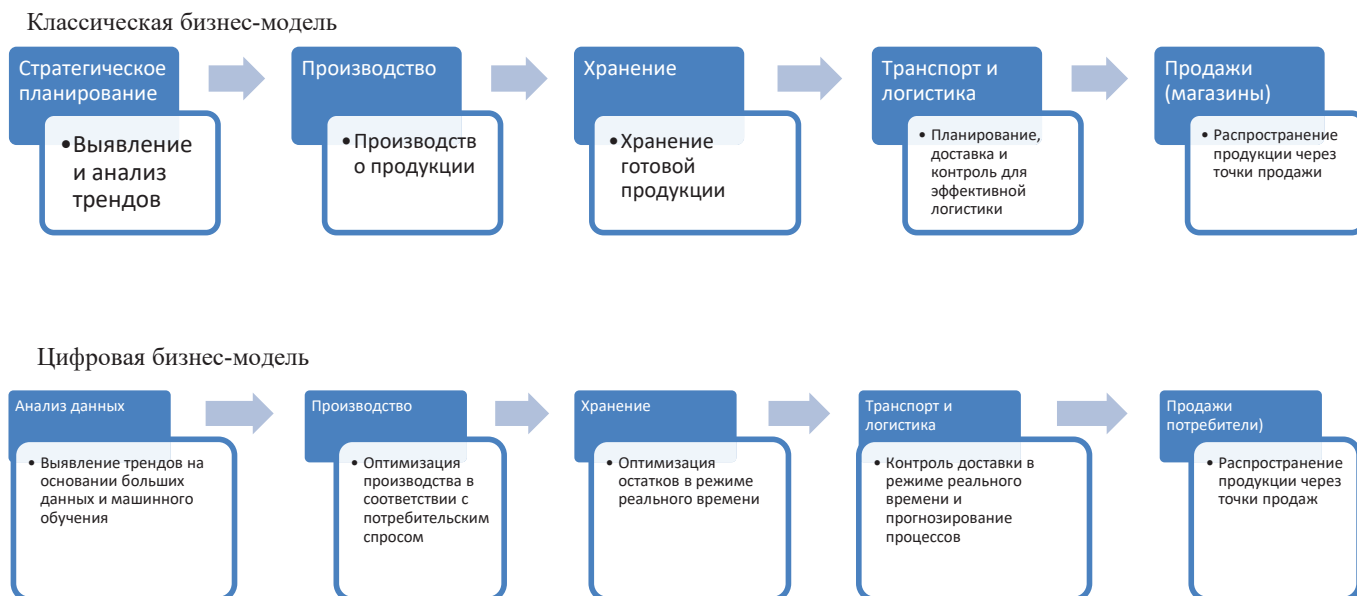 Классическая бизнес-модель
Стратегическое
планирование
•Выявление
и анализ
трендов
Производство
•Производств
о продукции
Хранение
•Хранение
готовой
продукции
Транспорт и
логистика
• Планирование,
доставка и
контроль для
эффективной
логистики
Продажи
(магазины)
• Распространение
продукции через
точки продажи
Цифровая бизнес-модель
Анализ данных
• Выявление трендов на
основании больших
данных и машинного
обучения
Производство
• Оптимизация
производства в
соответствии с
потребительским
спросом
Хранение
• Оптимизация
остатков в режиме
реального времени
Транспорт и
логистика
• Контроль доставки в
режиме реального
времени и
прогнозирование
процессов
Продажи
потребители)
• Распространение
продукции через
точки продаж